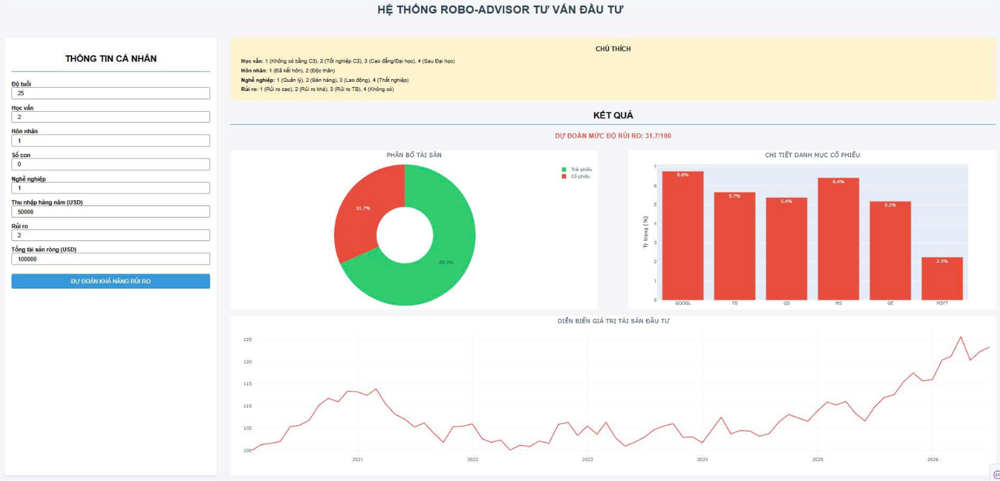 HỆ THỐNG ROBO-ADVISOR TƯ VẤN ĐẦU TƯ
THÔNG TIN CÁ NHÂN
Độ tuổi
25
Học vấn
2
Hôn nhân
1
Số con
0
Nghề nghiệp
1
Thu nhập hàng năm (USD)
50000
Rủi ro
2
Tổng tài sản ròng (USD)
100000
DỰ ĐOÁN KHẢ NĂNG RỦI RO
CHÚ THÍCH
Học vấn: 1 (Không có bằng C3), 2 (Tốt nghiệp C3), 3 (Cao đẳng/Đại học), 4 (Sau Đại học)
Hôn nhân: 1 (Đã kết hôn), 2 (Độc thân)
Nghề nghiệp: 1 (Quản lý), 2 (Bán hàng), 3 (Lao động), 4 (Thất nghiệp)
Rủi ro: 1 (Rủi ro cao), 2 (Rủi ro khá), 3 (Rủi ro TB), 4 (Không có)
KẾT QUẢ
DỰ ĐOÁN MỨC ĐỘ RỦI RO: 31.7/100
PHÂN BỔ TÀI SẢN
Trái phiếu
Cổ phiếu
31.7%
68.3%
CHI TIẾT DANH MỤC CỔ PHIẾU
Tỷ trọng (%)
7
6
5
4
3
2
1
0
6.8%
5.7%
5.4%
6.4%
5.2%
2.3%
GOOGL
FB
GS
MS
GE
MSFT
DIỄN BIẾN GIÁ TRỊ TÀI SẢN ĐẦU TƯ
125
120
115
110
105
100
2021
2022
2023
2024
2025
2026